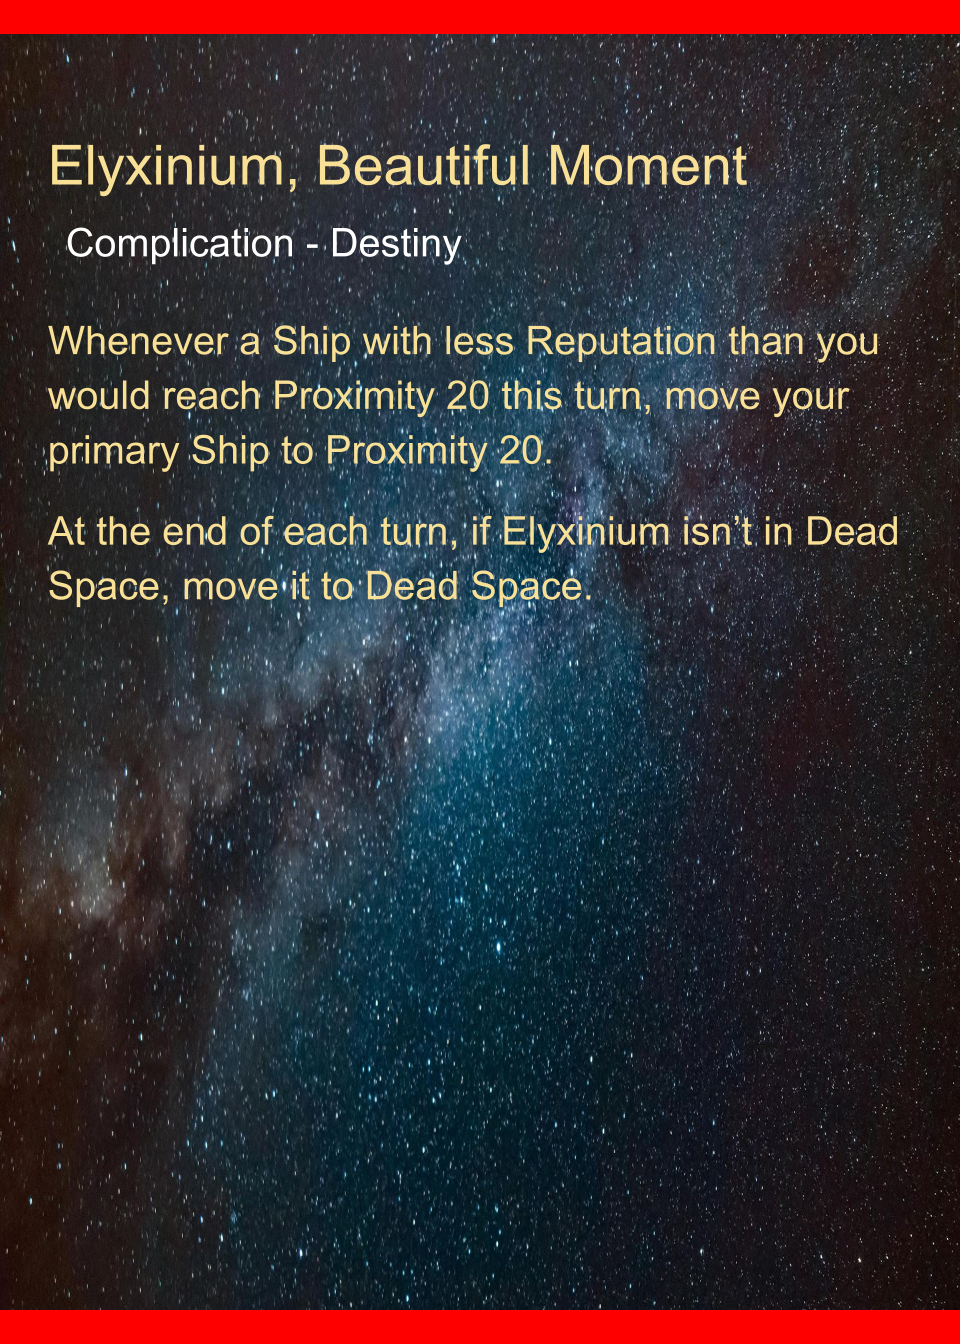 Elyxinium, Beautiful Moment
Complication - Destiny
Whenever a Ship with less Reputation than you
would reach Proximity 20 this turn, move your
primary Ship to Proximity 20.
At the end of each turn, if Elyxinium isn’t in Dead
Space, move it to Dead Space.